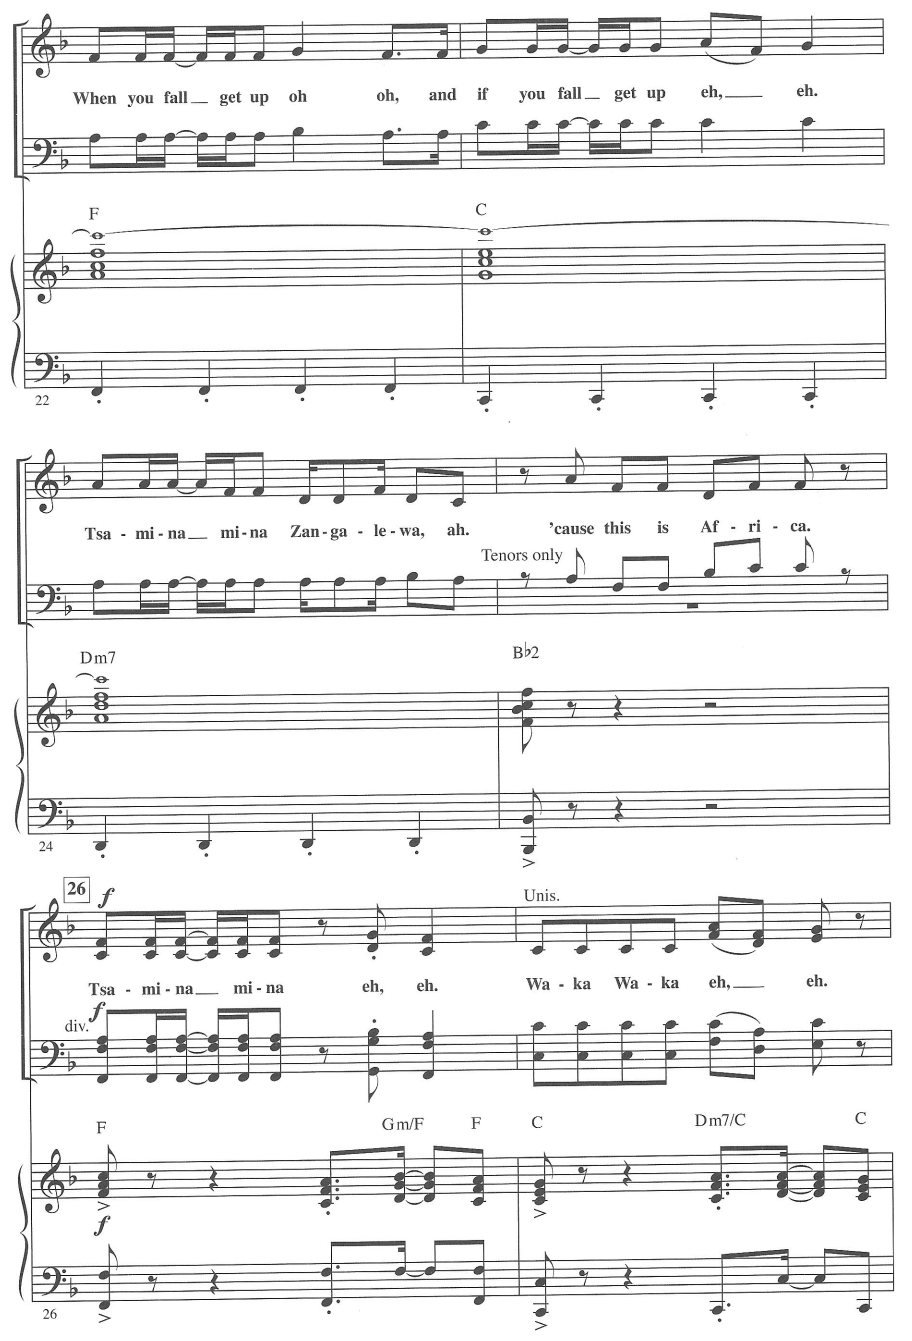 When you fall get up oh oh, and if you fall get up eh, eh.
F C
22
Tsa - mi - na mi - na Zan - ga - le - wa, ah. 'cause this is Af - ri - ca.
Tenors only
Dm7 B♭2
24
26 f Unis.
Tsa - mi - na mi - na eh, eh. Wa - ka Wa - ka eh, eh.
div. f
F Gm/F F C Dm7/C C
f
26